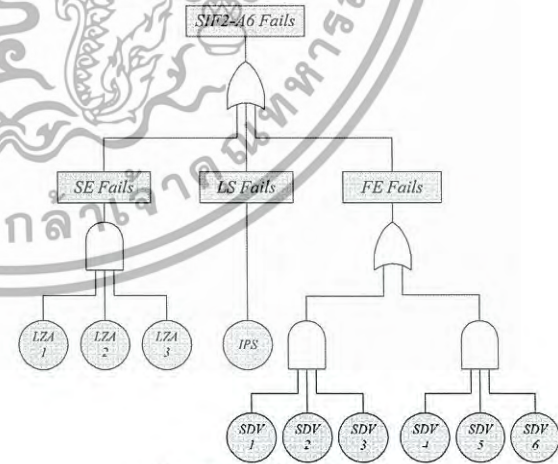 SIF2-A6 Fails
SE Fails
LS Fails
FE Fails
LZA 1
LZA 2
LZA 3
IPS
SDV 1
SDV 2
SDV 3
SDV 4
SDV 5
SDV 6